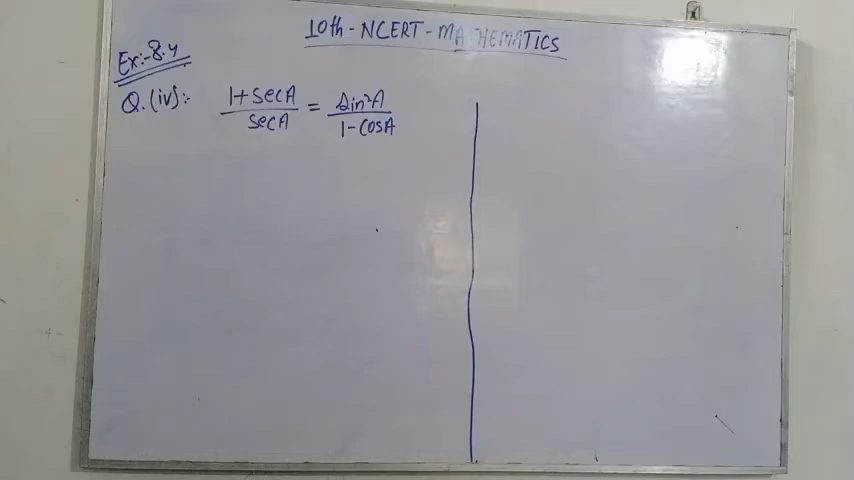 10th - NCERT - MATHEMATICS
Ex:- 8.4
Q. (iv):- (1+secA)/(secA) = (sin²A)/(1-cosA)